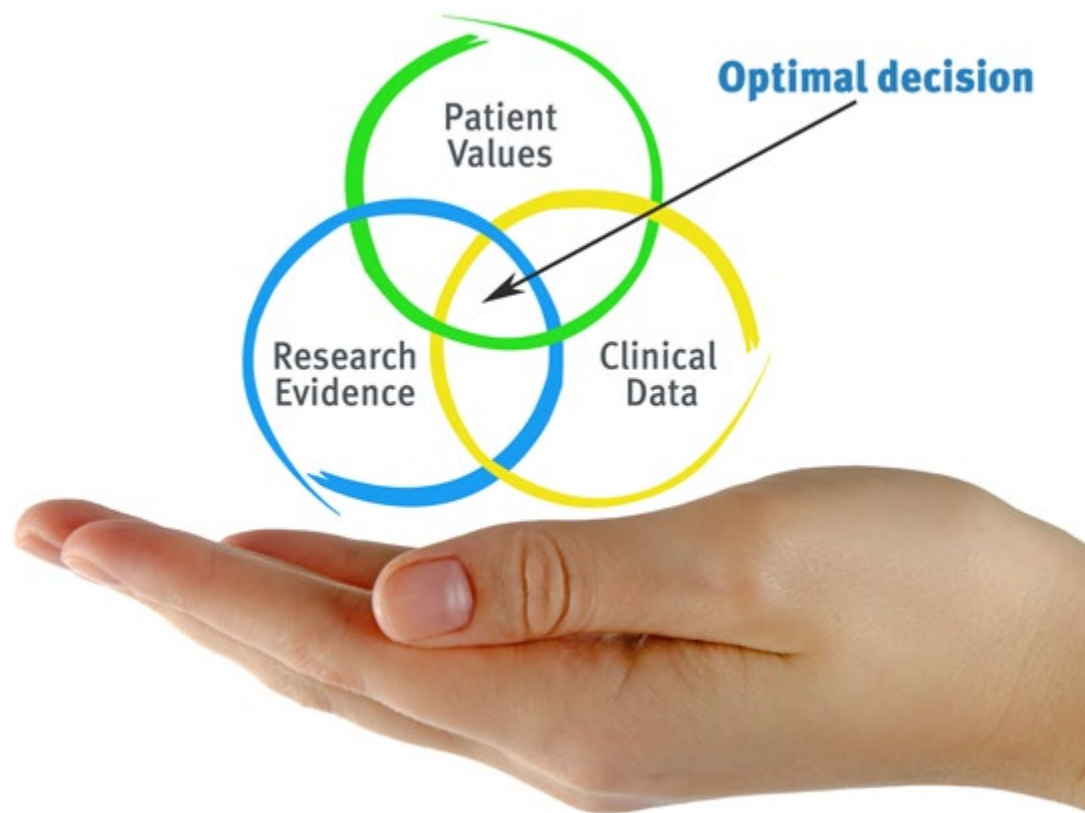 Optimal decision
Patient
Values
Research
Evidence
Clinical
Data